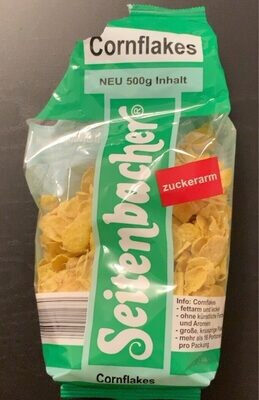 Cornflakes
NEU 500g Inhalt
Seitenbacher®
zuckerarm
Info: Cornflakes
- fettarm und lecker
- ohne künstliche
und Aromen
- große, knusprige
- mehr als 16
pro Packung
Cornflakes